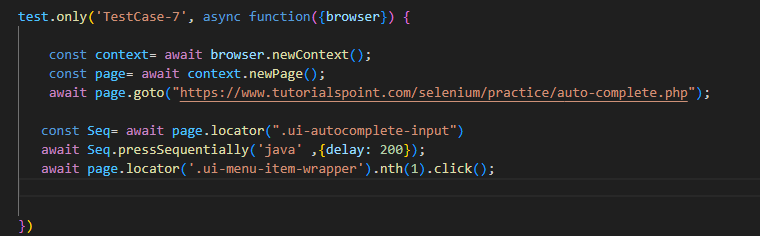 test.only('TestCase-7', async function({browser}) {
const context= await browser.newContext();
const page= await context.newPage();
await page.goto("https://www.tutorialspoint.com/selenium/practice/auto-complete.php");
const Seq= await page.locator(".ui-autocomplete-input")
await Seq.pressSequentially('java' ,{delay: 200});
await page.locator('.ui-menu-item-wrapper').nth(1).click();
})